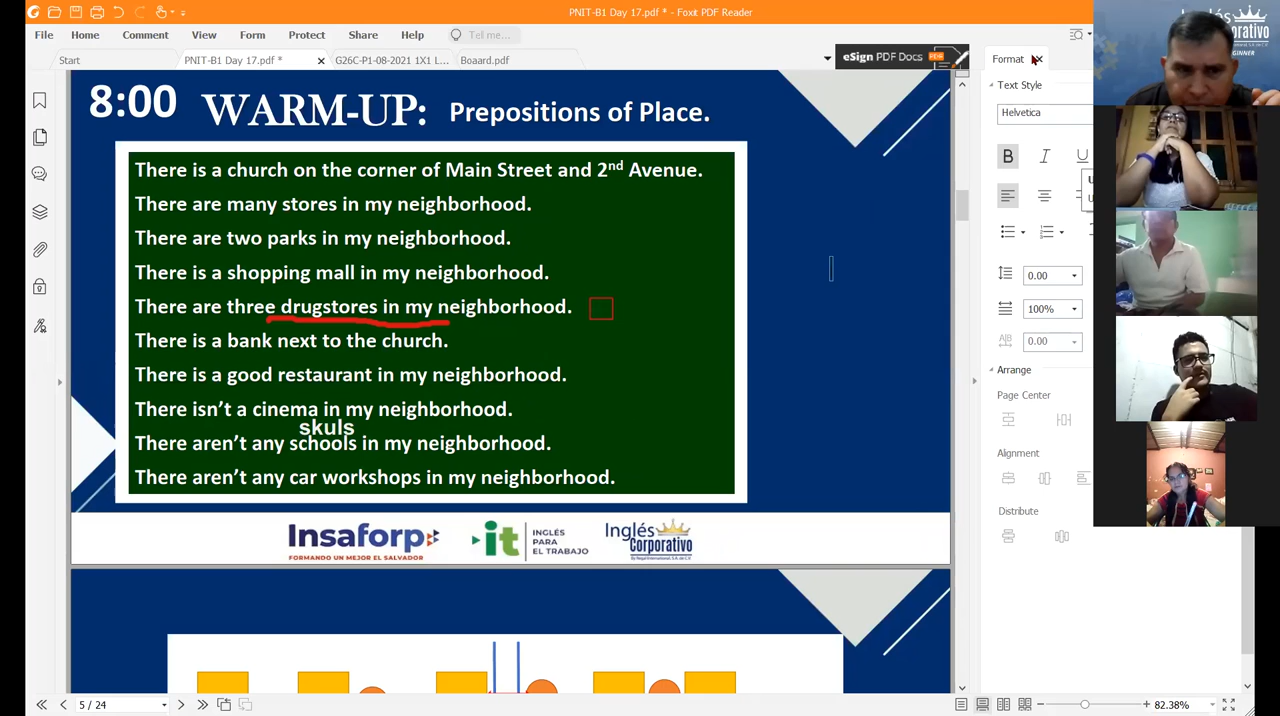 PNIT-B1 Day 17.pdf * - Foxit PDF Reader
File Home Comment View Form Protect Share Help Tell me...
Start PNIT-B1 Day 17.pdf * G26C-P1-08-2021 1X1 L... Boaard.pdf eSign PDF Docs
8:00 WARM-UP: Prepositions of Place.
There is a church on the corner of Main Street and 2nd Avenue.
There are many stores in my neighborhood.
There are two parks in my neighborhood.
There is a shopping mall in my neighborhood.
There are three drugstores in my neighborhood.
There is a bank next to the church.
There is a good restaurant in my neighborhood.
There isn't a cinema in my neighborhood.
skuls
There aren't any schools in my neighborhood.
There aren't any car workshops in my neighborhood.
Insaforp
FORMANDO UN MEJOR EL SALVADOR
it INGLÉS
PARA
EL TRABAJO
Inglés
Corporativo
5 / 24
82.38%
Format
Text Style
Helvetica
B I U
0.00
100%
0.00
Arrange
Page Center
Alignment
Distribute